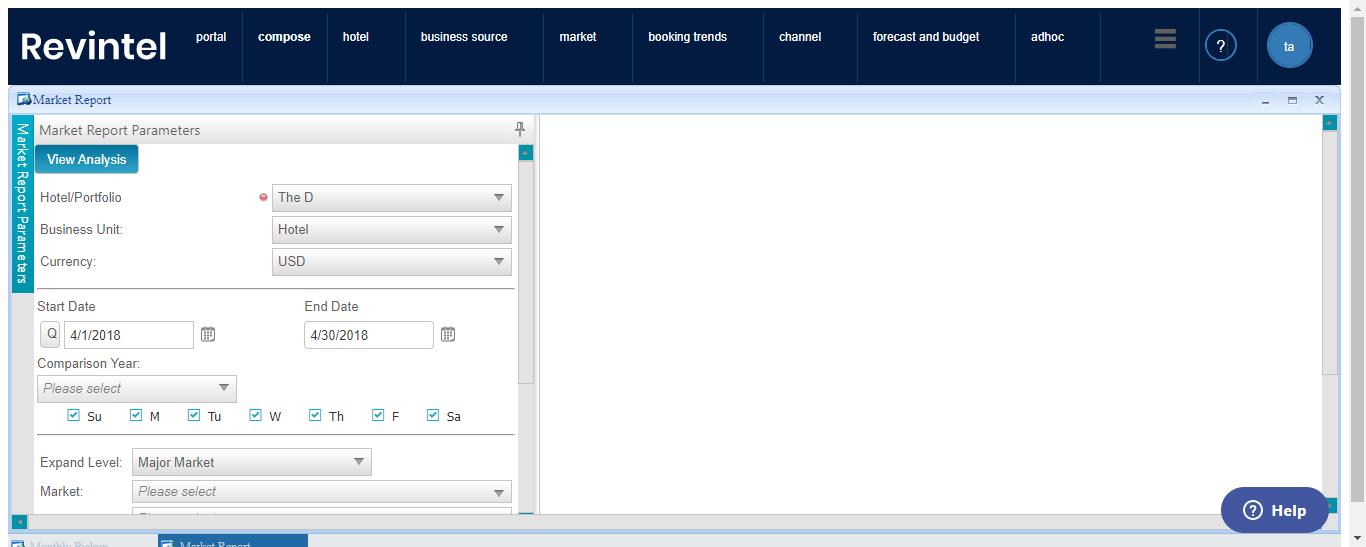 Revintel
portal
compose
hotel
business source
market
booking trends
channel
forecast and budget
adhoc
?
ta
Market Report
Market Report Parameters
Market Report Parameters
View Analysis
Hotel/Portfolio
The D
Business Unit:
Hotel
Currency:
USD
Start Date
End Date
Q
4/1/2018
4/30/2018
Comparison Year:
Please select
Su
M
Tu
W
Th
F
Sa
Expand Level:
Major Market
Market:
Please select
? Help
Market Report